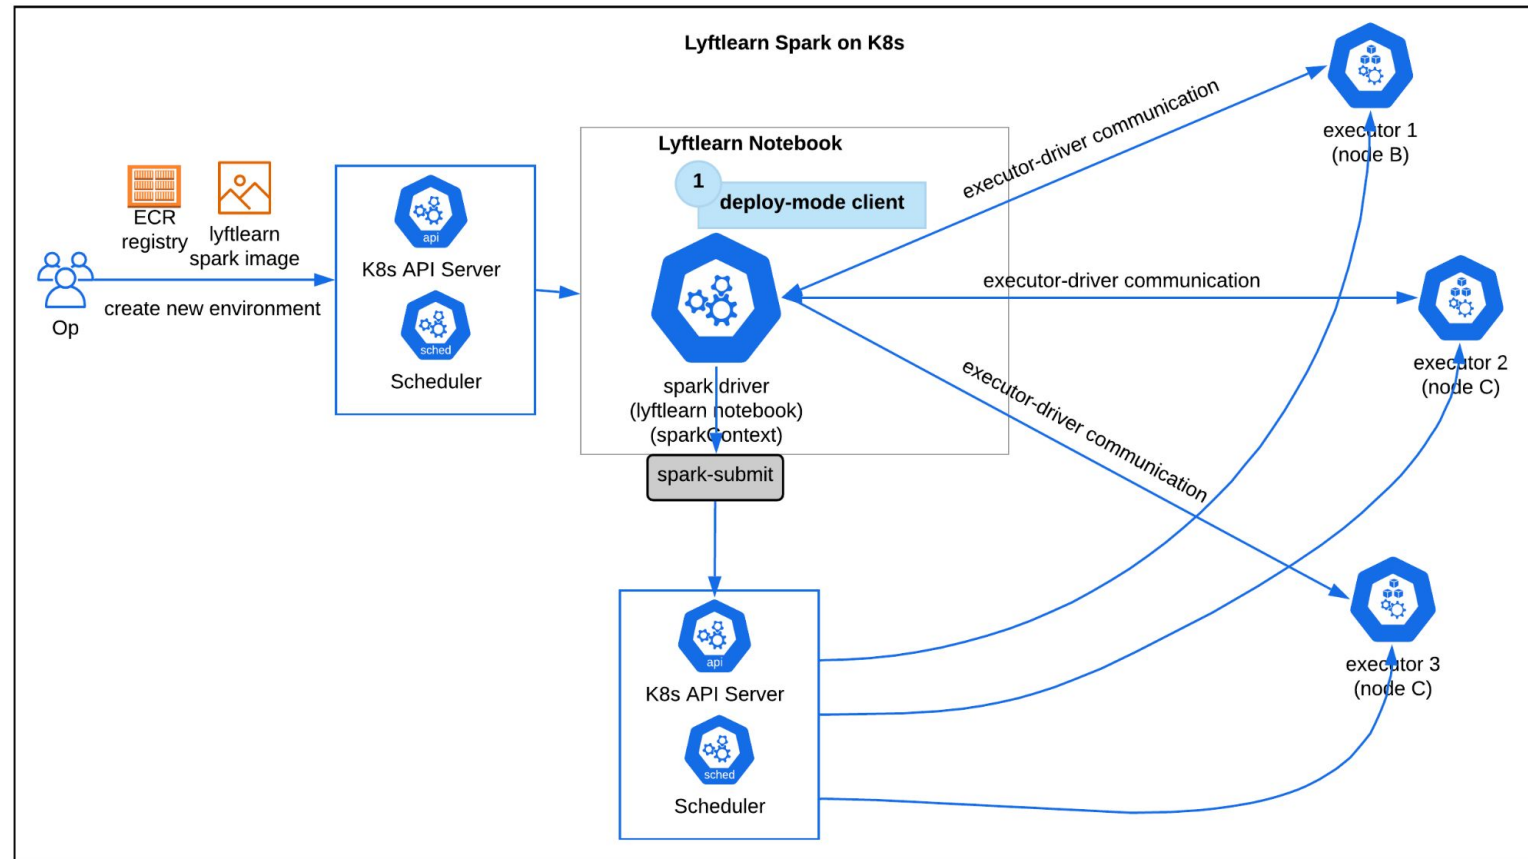 Lyftlearn Spark on K8s
ECR
registry
lyftlearn
spark image
Op
create new environment
api
K8s API Server
sched
Scheduler
Lyftlearn Notebook
1
deploy-mode client
spark driver
(lyftlearn notebook)
(sparkContext)
spark-submit
api
K8s API Server
sched
Scheduler
executor-driver communication
executor-driver communication
executor-driver communication
executor 1
(node B)
executor 2
(node C)
executor 3
(node C)